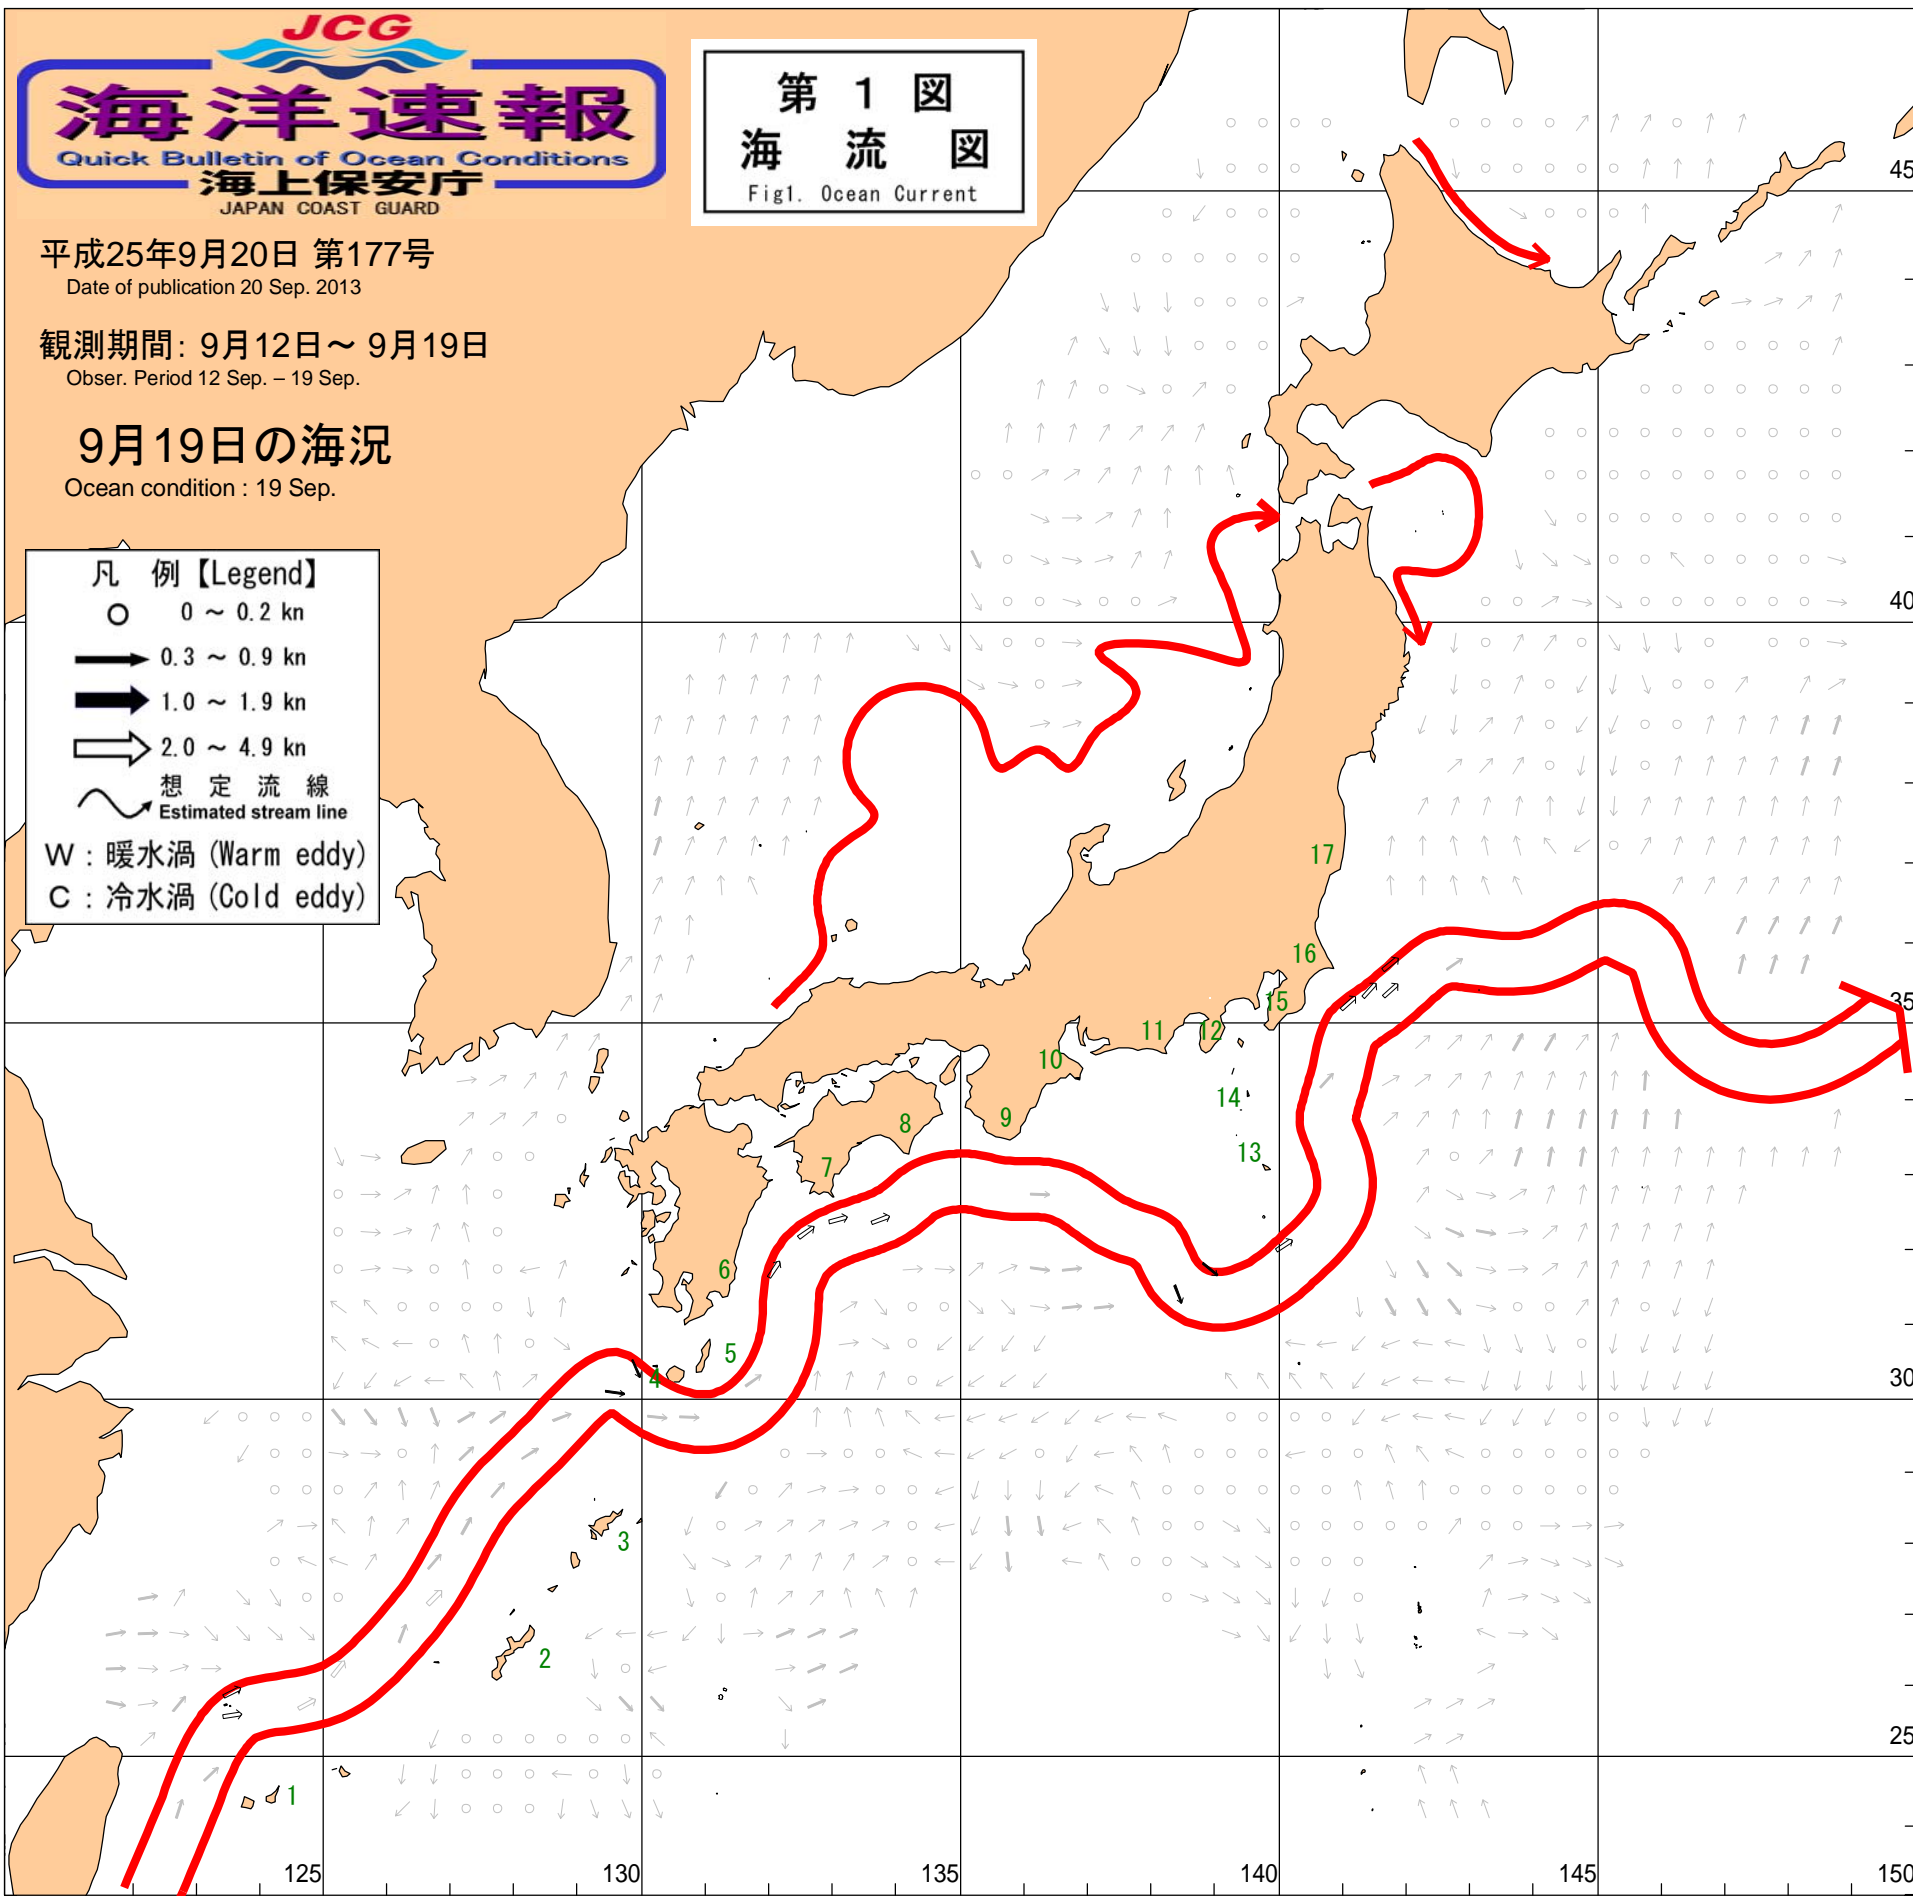 JCG
海洋速報
Quick Bulletin of Ocean Conditions
海上保安庁
JAPAN COAST GUARD
第 1 図
海 流 図
Fig1. Ocean Current
平成25年9月20日 第177号
Date of publication 20 Sep. 2013
観測期間: 9月12日～ 9月19日
Obser. Period 12 Sep. – 19 Sep.
9月19日の海況
Ocean condition : 19 Sep.
凡 例【Legend】
0 ～ 0.2 kn
0.3 ～ 0.9 kn
1.0 ～ 1.9 kn
2.0 ～ 4.9 kn
想 定 流 線
Estimated stream line
W : 暖水渦 (Warm eddy)
C : 冷水渦 (Cold eddy)
45
40
17
16
35
15
12
11
10
14
9
8
13
7
6
5
4
30
3
2
25
1
125
130
135
140
145
150